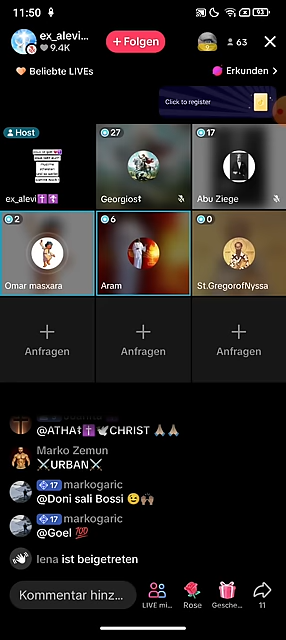 11:50
93
ex_alevi...
9.4K
+ Folgen
63
Beliebte LIVEs
Erkunden >
Click to register
Host
27
17
ex_alevi✝️✝️
Georgios☦
Abu Ziege
2
6
0
Omar masxara
Aram
St.GregorofNyssa
Anfragen
Anfragen
Anfragen
@ATHA☦✝️🕊CHRIST 🙏🏽🙏🏽
Marko Zemun
⚔URBAN⚔
17 markogaric
@Doni sali Bossi 😉🙌🏽
17 markogaric
@Goel 💯
lena ist beigetreten
Kommentar hinz...
LIVE mi...
Rose
Gesche...
11